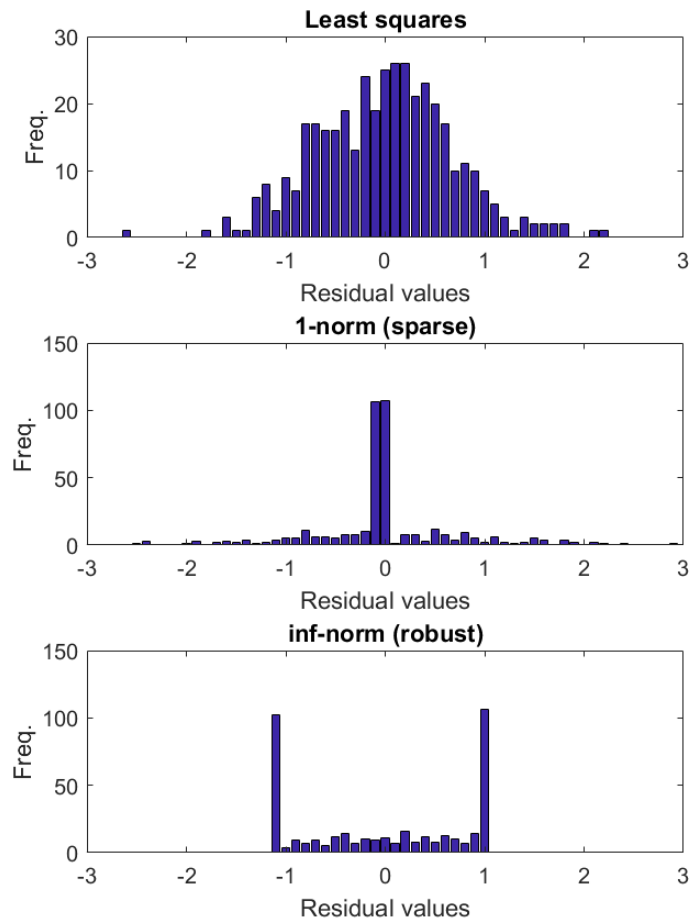 Least squares
30
20
10
0
Freq.
-3 -2 -1 0 1 2 3
Residual values
1-norm (sparse)
150
100
50
0
Freq.
-3 -2 -1 0 1 2 3
Residual values
inf-norm (robust)
150
100
50
0
Freq.
-3 -2 -1 0 1 2 3
Residual values